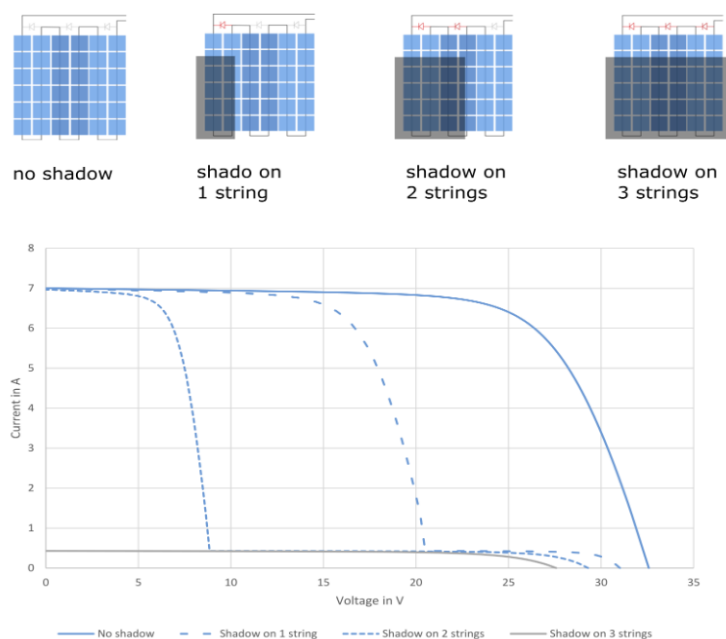 no shadow
shado on
1 string
shadow on
2 strings
shadow on
3 strings
8
7
6
5
4
3
2
1
0
Current in A
0 5 10 15 20 25 30 35
Voltage in V
No shadow Shadow on 1 string Shadow on 2 strings Shadow on 3 strings